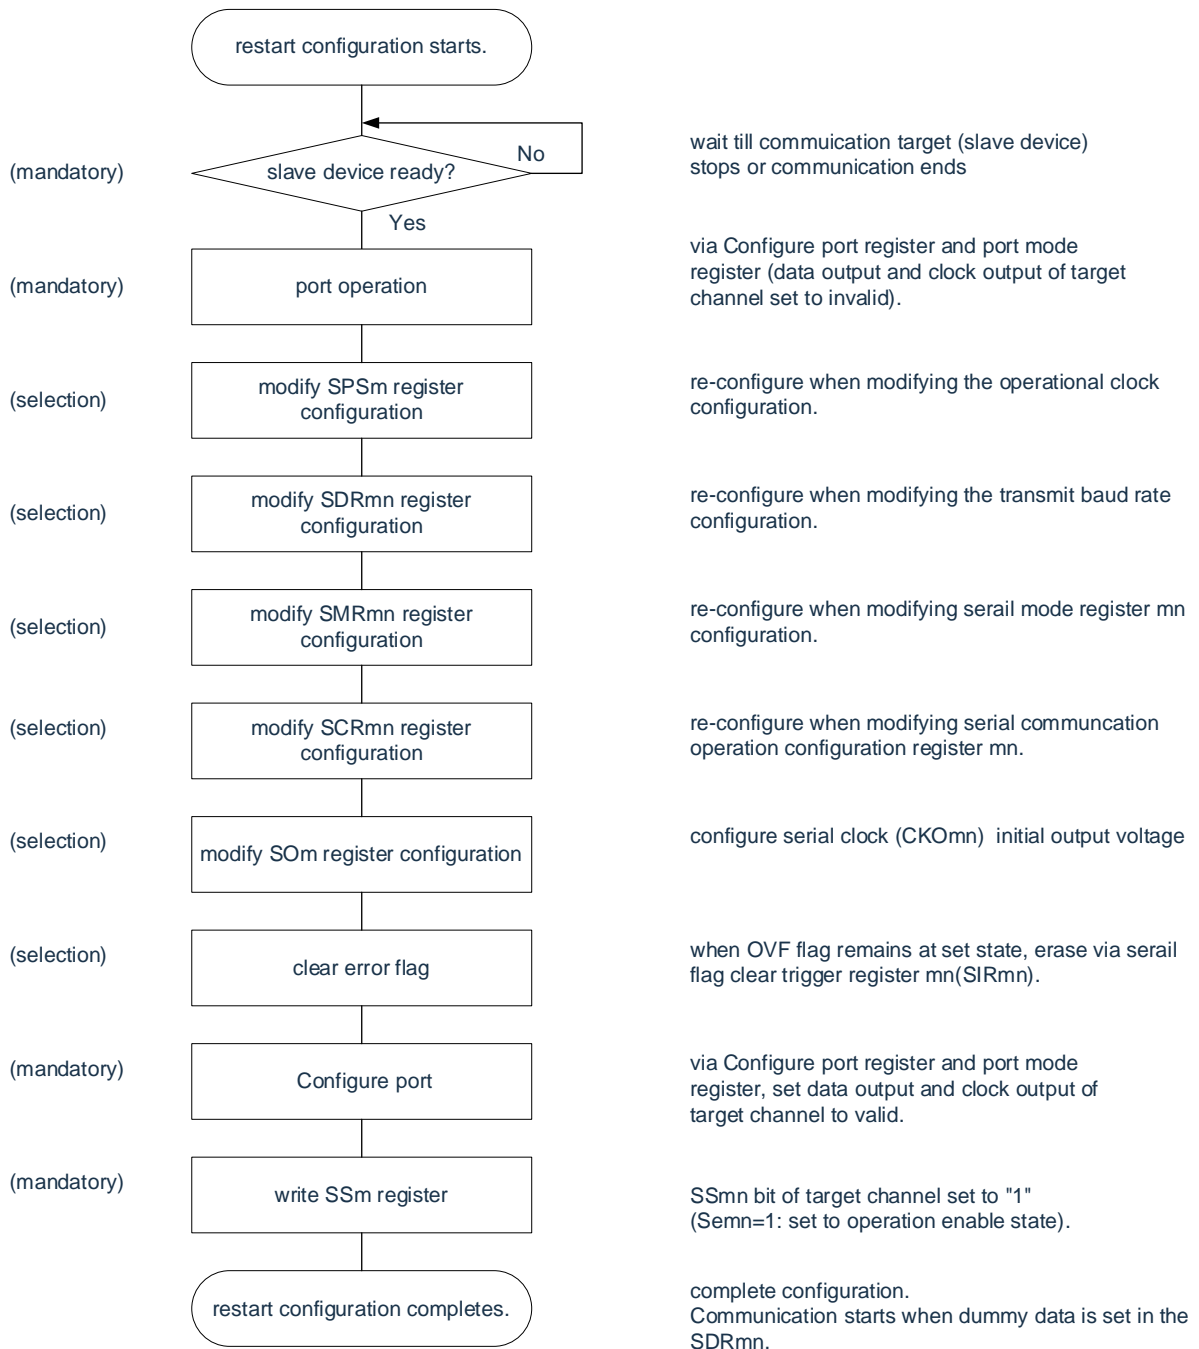 restart configuration starts.
(mandatory)
slave device ready?
No
Yes
wait till commuication target (slave device)
stops or communication ends
(mandatory)
port operation
via Configure port register and port mode
register (data output and clock output of target
channel set to invalid).
(selection)
modify SPSm register
configuration
re-configure when modifying the operational clock
configuration.
(selection)
modify SDRmn register
configuration
re-configure when modifying the transmit baud rate
configuration.
(selection)
modify SMRmn register
configuration
re-configure when modifying serail mode register mn
configuration.
(selection)
modify SCRmn register
configuration
re-configure when modifying serial communcation
operation configuration register mn.
(selection)
modify SOm register configuration
configure serial clock (CKOmn)  initial output voltage
(selection)
clear error flag
when OVF flag remains at set state, erase via serail
flag clear trigger register mn(SIRmn).
(mandatory)
Configure port
via Configure port register and port mode
register, set data output and clock output of
target channel to valid.
(mandatory)
write SSm register
SSmn bit of target channel set to "1"
(Semn=1: set to operation enable state).
restart configuration completes.
complete configuration.
Communication starts when dummy data is set in the
SDRmn.